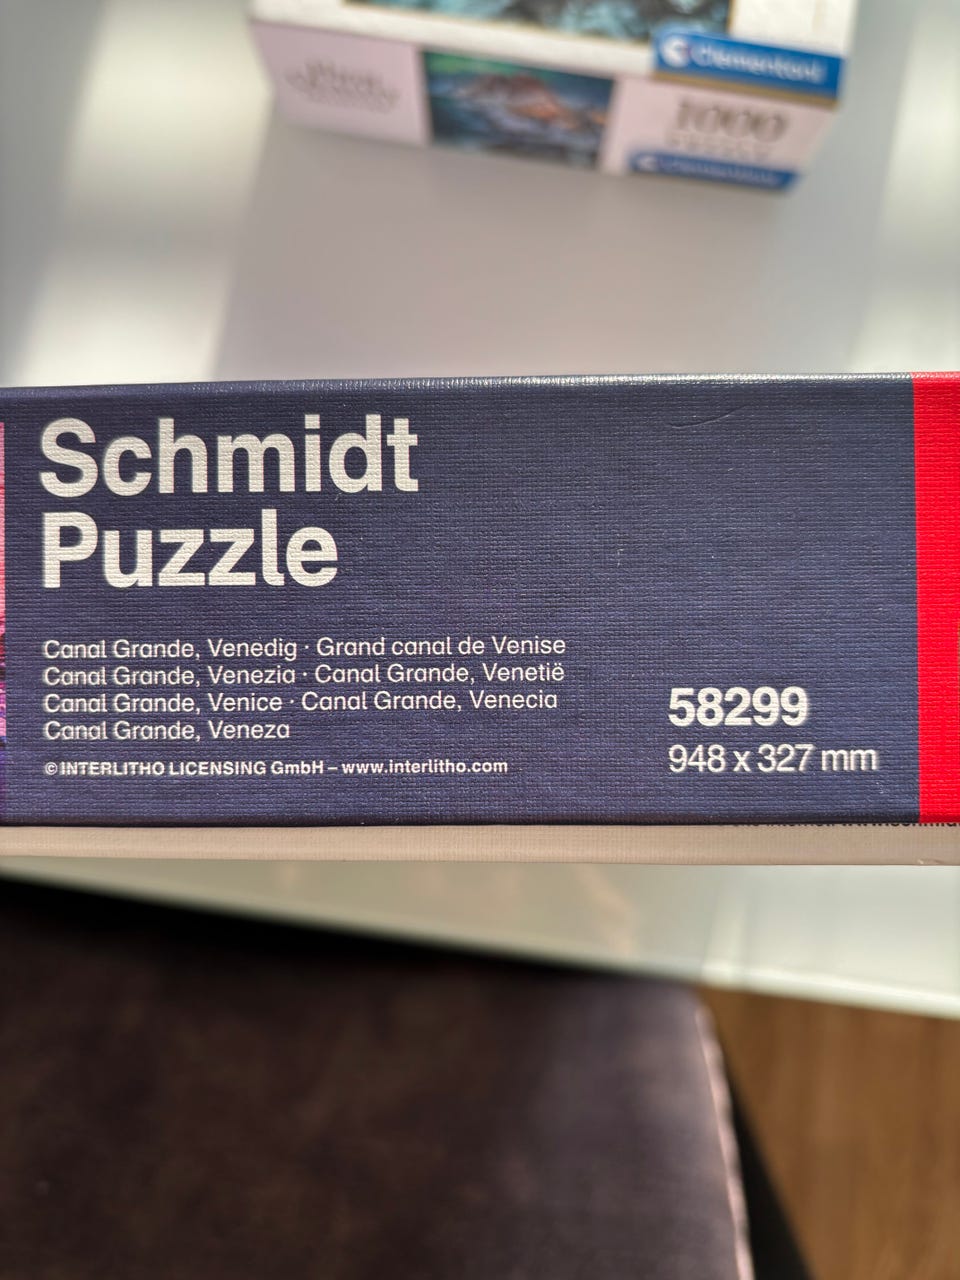 Clementoni
1000
Clementoni
Schmidt
Puzzle
Canal Grande, Venedig · Grand canal de Venise
Canal Grande, Venezia · Canal Grande, Venetië
Canal Grande, Venice · Canal Grande, Venecia
Canal Grande, Veneza
© INTERLITHO LICENSING GmbH – www.interlitho.com
58299
948 x 327 mm